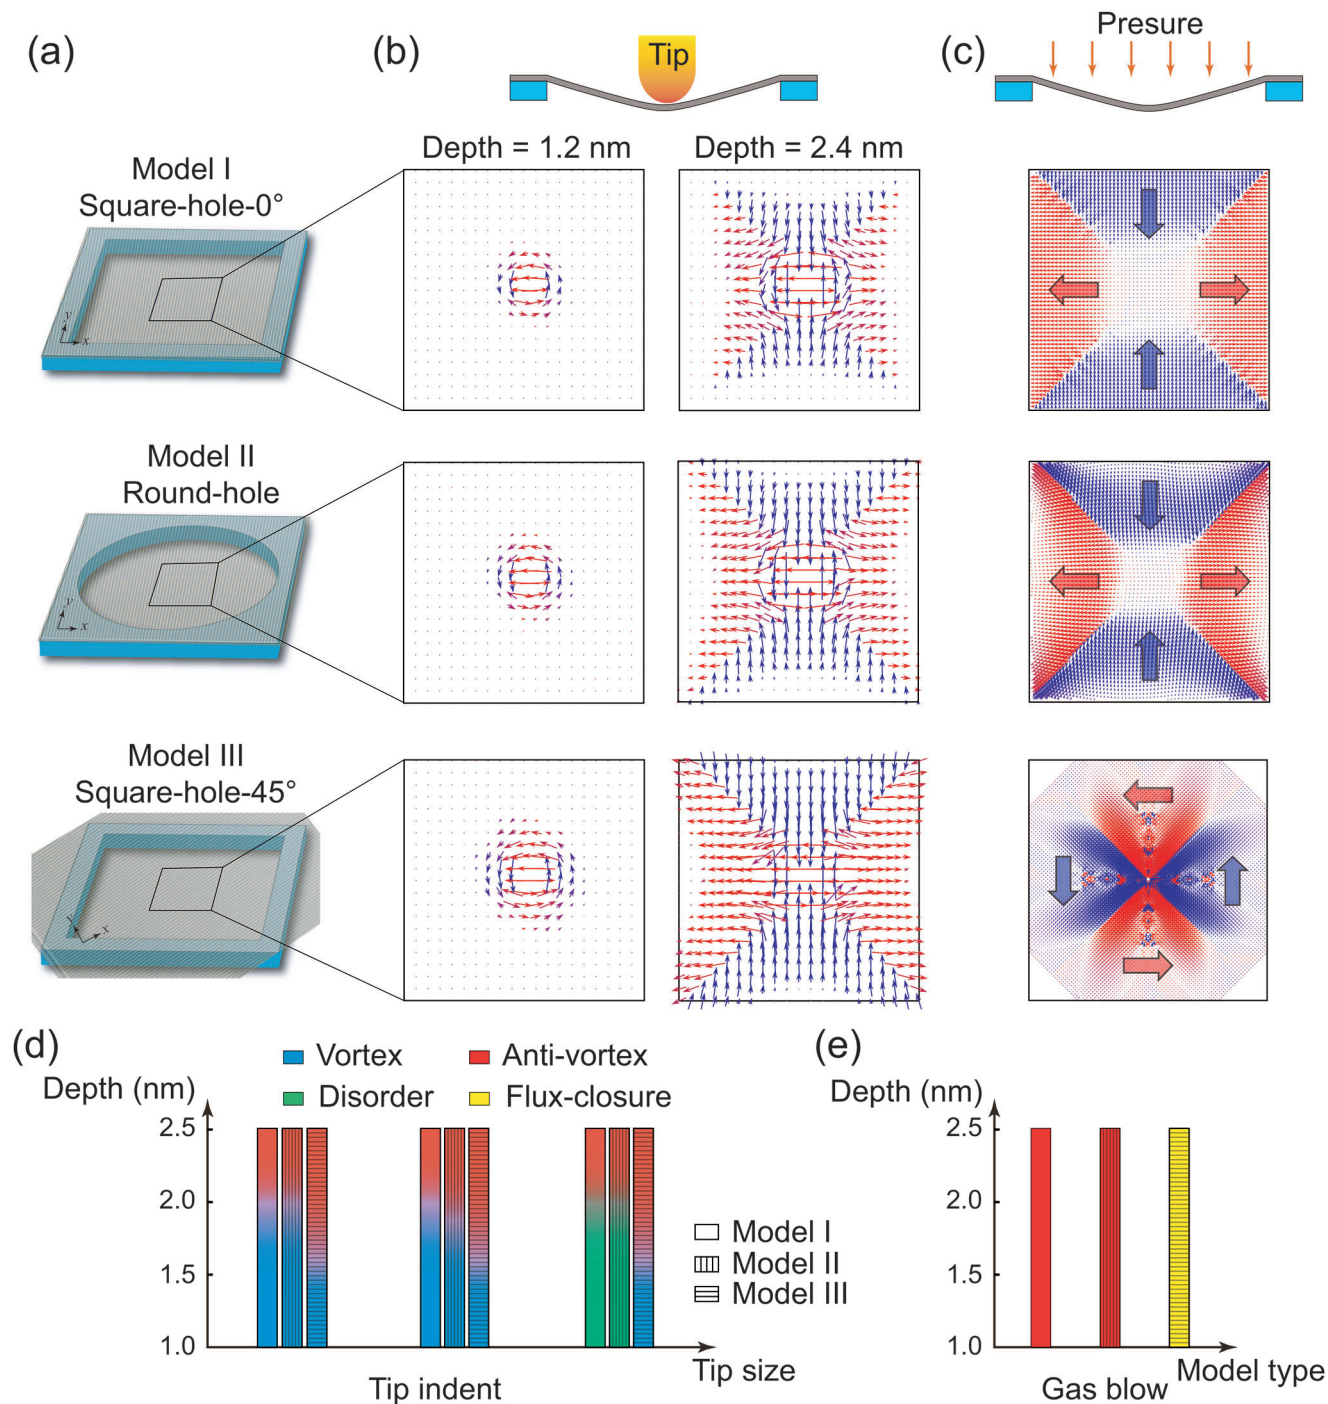 (a)
(b)
(c)
Tip
Presure
Depth = 1.2 nm
Depth = 2.4 nm
Model I
Square-hole-0°
y
x
Model II
Round-hole
y
x
Model III
Square-hole-45°
y
x
(d)
(e)
Vortex
Anti-vortex
Disorder
Flux-closure
Depth (nm)
2.5
2.0
1.5
1.0
Tip indent
Tip size
Model I
Model II
Model III
Depth (nm)
2.5
2.0
1.5
1.0
Gas blow
Model type